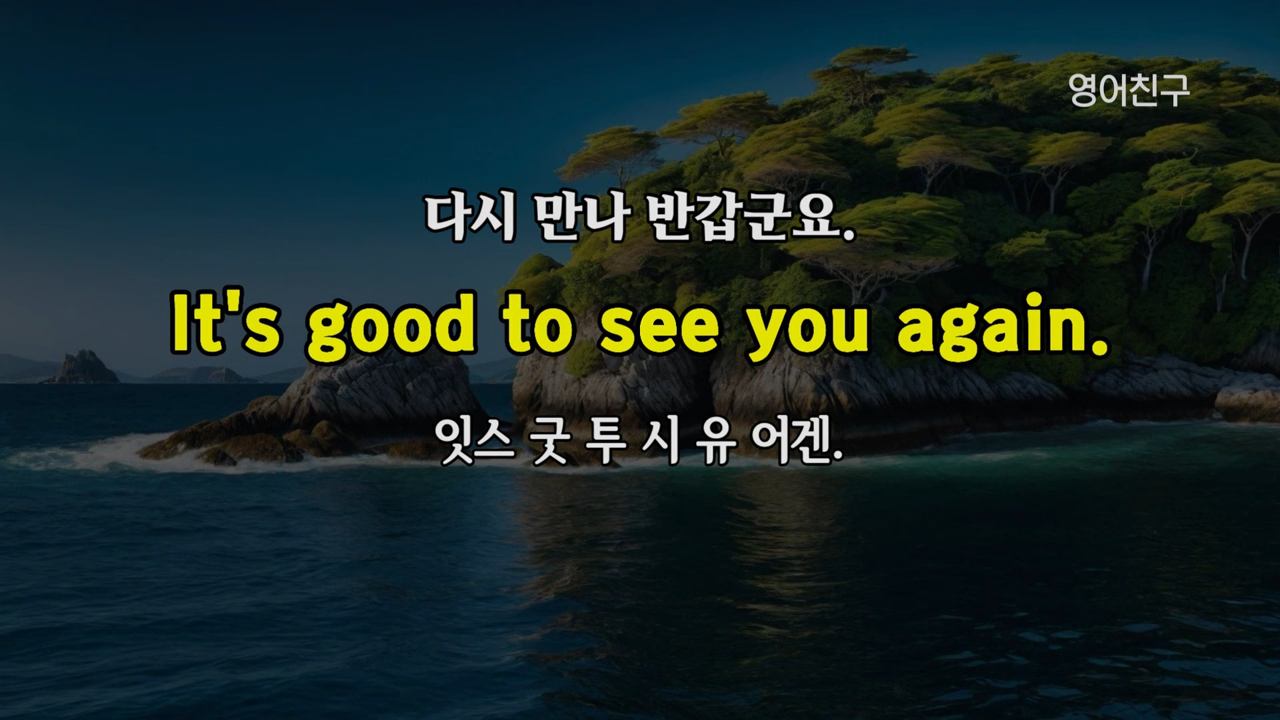 영어친구
다시 만나 반갑군요.
It's good to see you again.
잇스 굿 투 시 유 어겐.